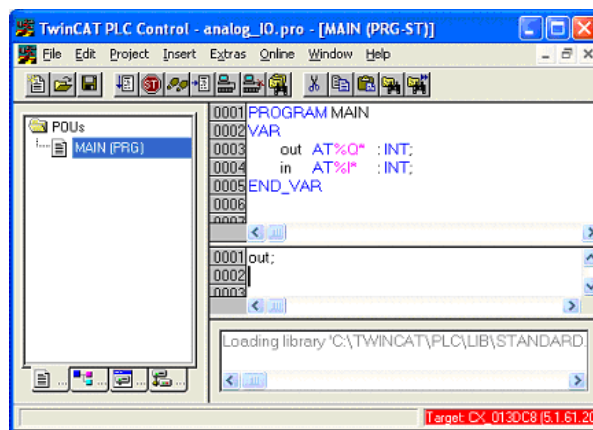 TwinCAT PLC Control - analog_IO.pro - [MAIN (PRG-ST)]
File Edit Project Insert Extras Online Window Help
POUs
MAIN (PRG)
0001 PROGRAM MAIN
0002 VAR
0003 out AT%Q* : INT;
0004 in AT%I* : INT;
0005 END_VAR
0006
0007
0001 out;
0002
0003
Loading library 'C:\TWINCAT\PLC\LIB\STANDARD.
Target: CX_013DC8 (5.1.61.20